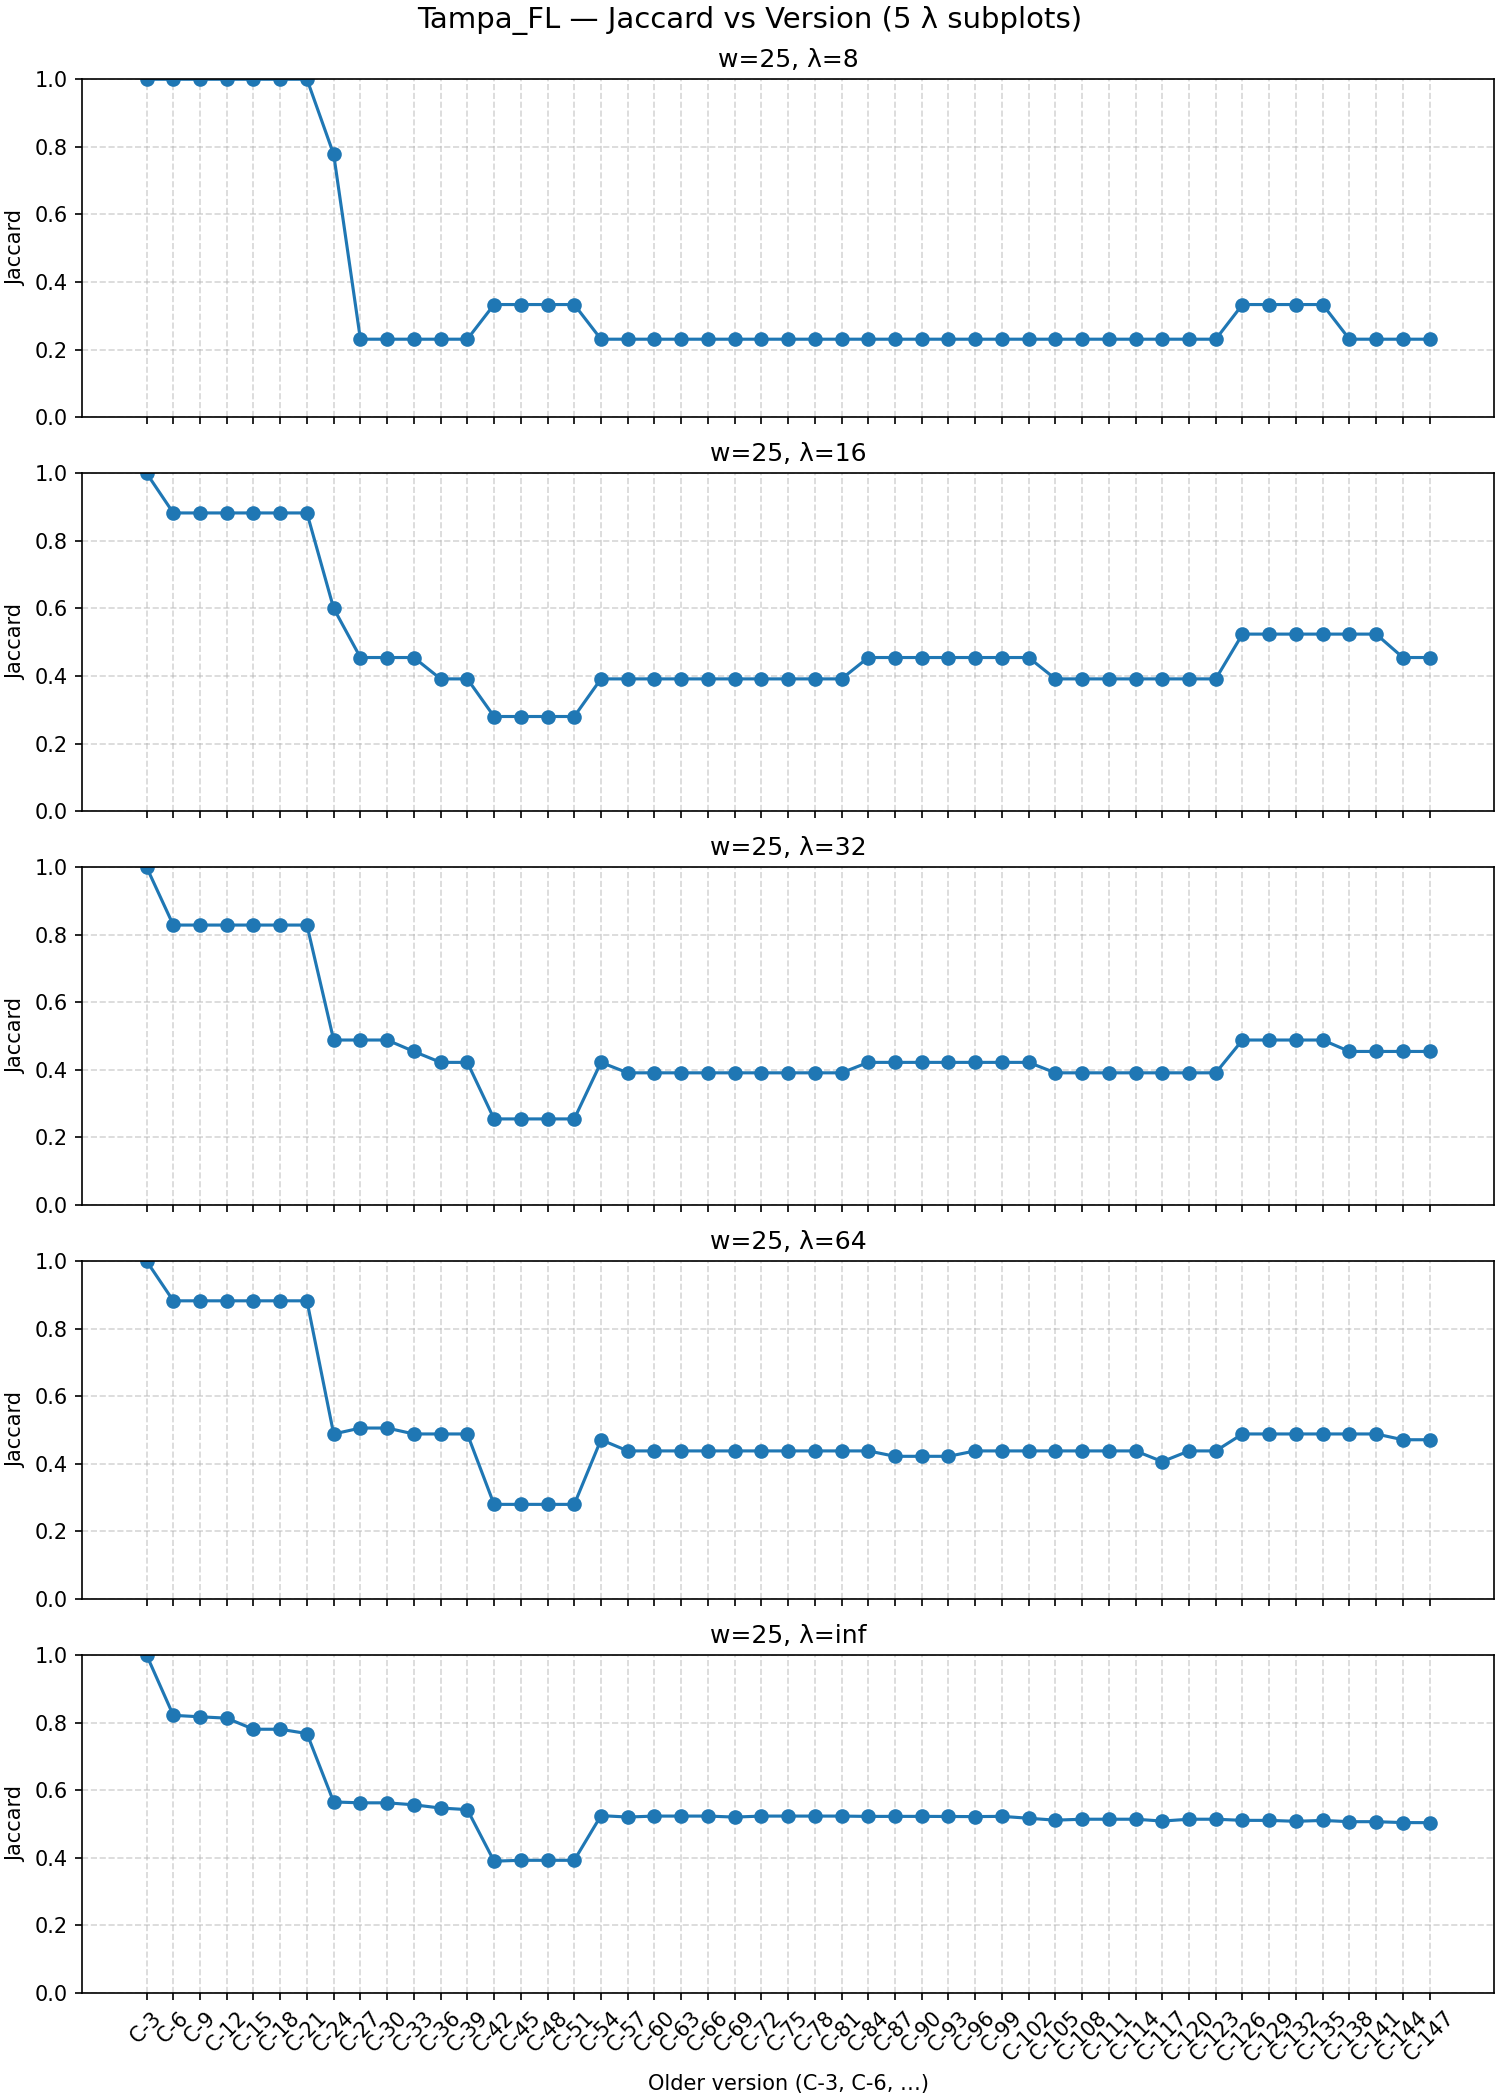 Tampa_FL — Jaccard vs Version (5 λ subplots)
w=25, λ=8
1.0
0.8
0.6
0.4
0.2
0.0
Jaccard
w=25, λ=16
1.0
0.8
0.6
0.4
0.2
0.0
Jaccard
w=25, λ=32
1.0
0.8
0.6
0.4
0.2
0.0
Jaccard
w=25, λ=64
1.0
0.8
0.6
0.4
0.2
0.0
Jaccard
w=25, λ=inf
1.0
0.8
0.6
0.4
0.2
0.0
Jaccard
C-3 C-6 C-9 C-12 C-15 C-18 C-21 C-24 C-27 C-30 C-33 C-36 C-39 C-42 C-45 C-48 C-51 C-54 C-57 C-60 C-63 C-66 C-69 C-72 C-75 C-78 C-81 C-84 C-87 C-90 C-93 C-96 C-99 C-102 C-105 C-108 C-111 C-114 C-117 C-120 C-123 C-126 C-129 C-132 C-135 C-138 C-141 C-144 C-147
Older version (C-3, C-6, ...)